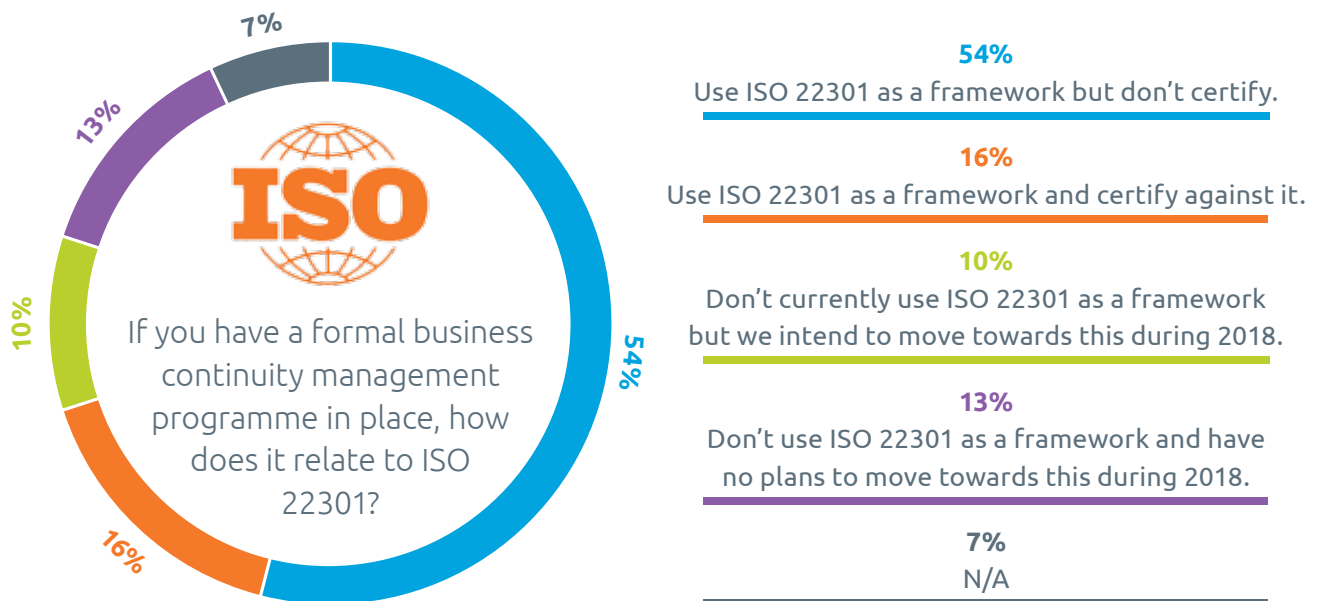 7%
13%
10%
16%
54%
ISO
If you have a formal business
continuity management
programme in place, how
does it relate to ISO
22301?
54%
Use ISO 22301 as a framework but don’t certify.
16%
Use ISO 22301 as a framework and certify against it.
10%
Don’t currently use ISO 22301 as a framework
but we intend to move towards this during 2018.
13%
Don’t use ISO 22301 as a framework and have
no plans to move towards this during 2018.
7%
N/A